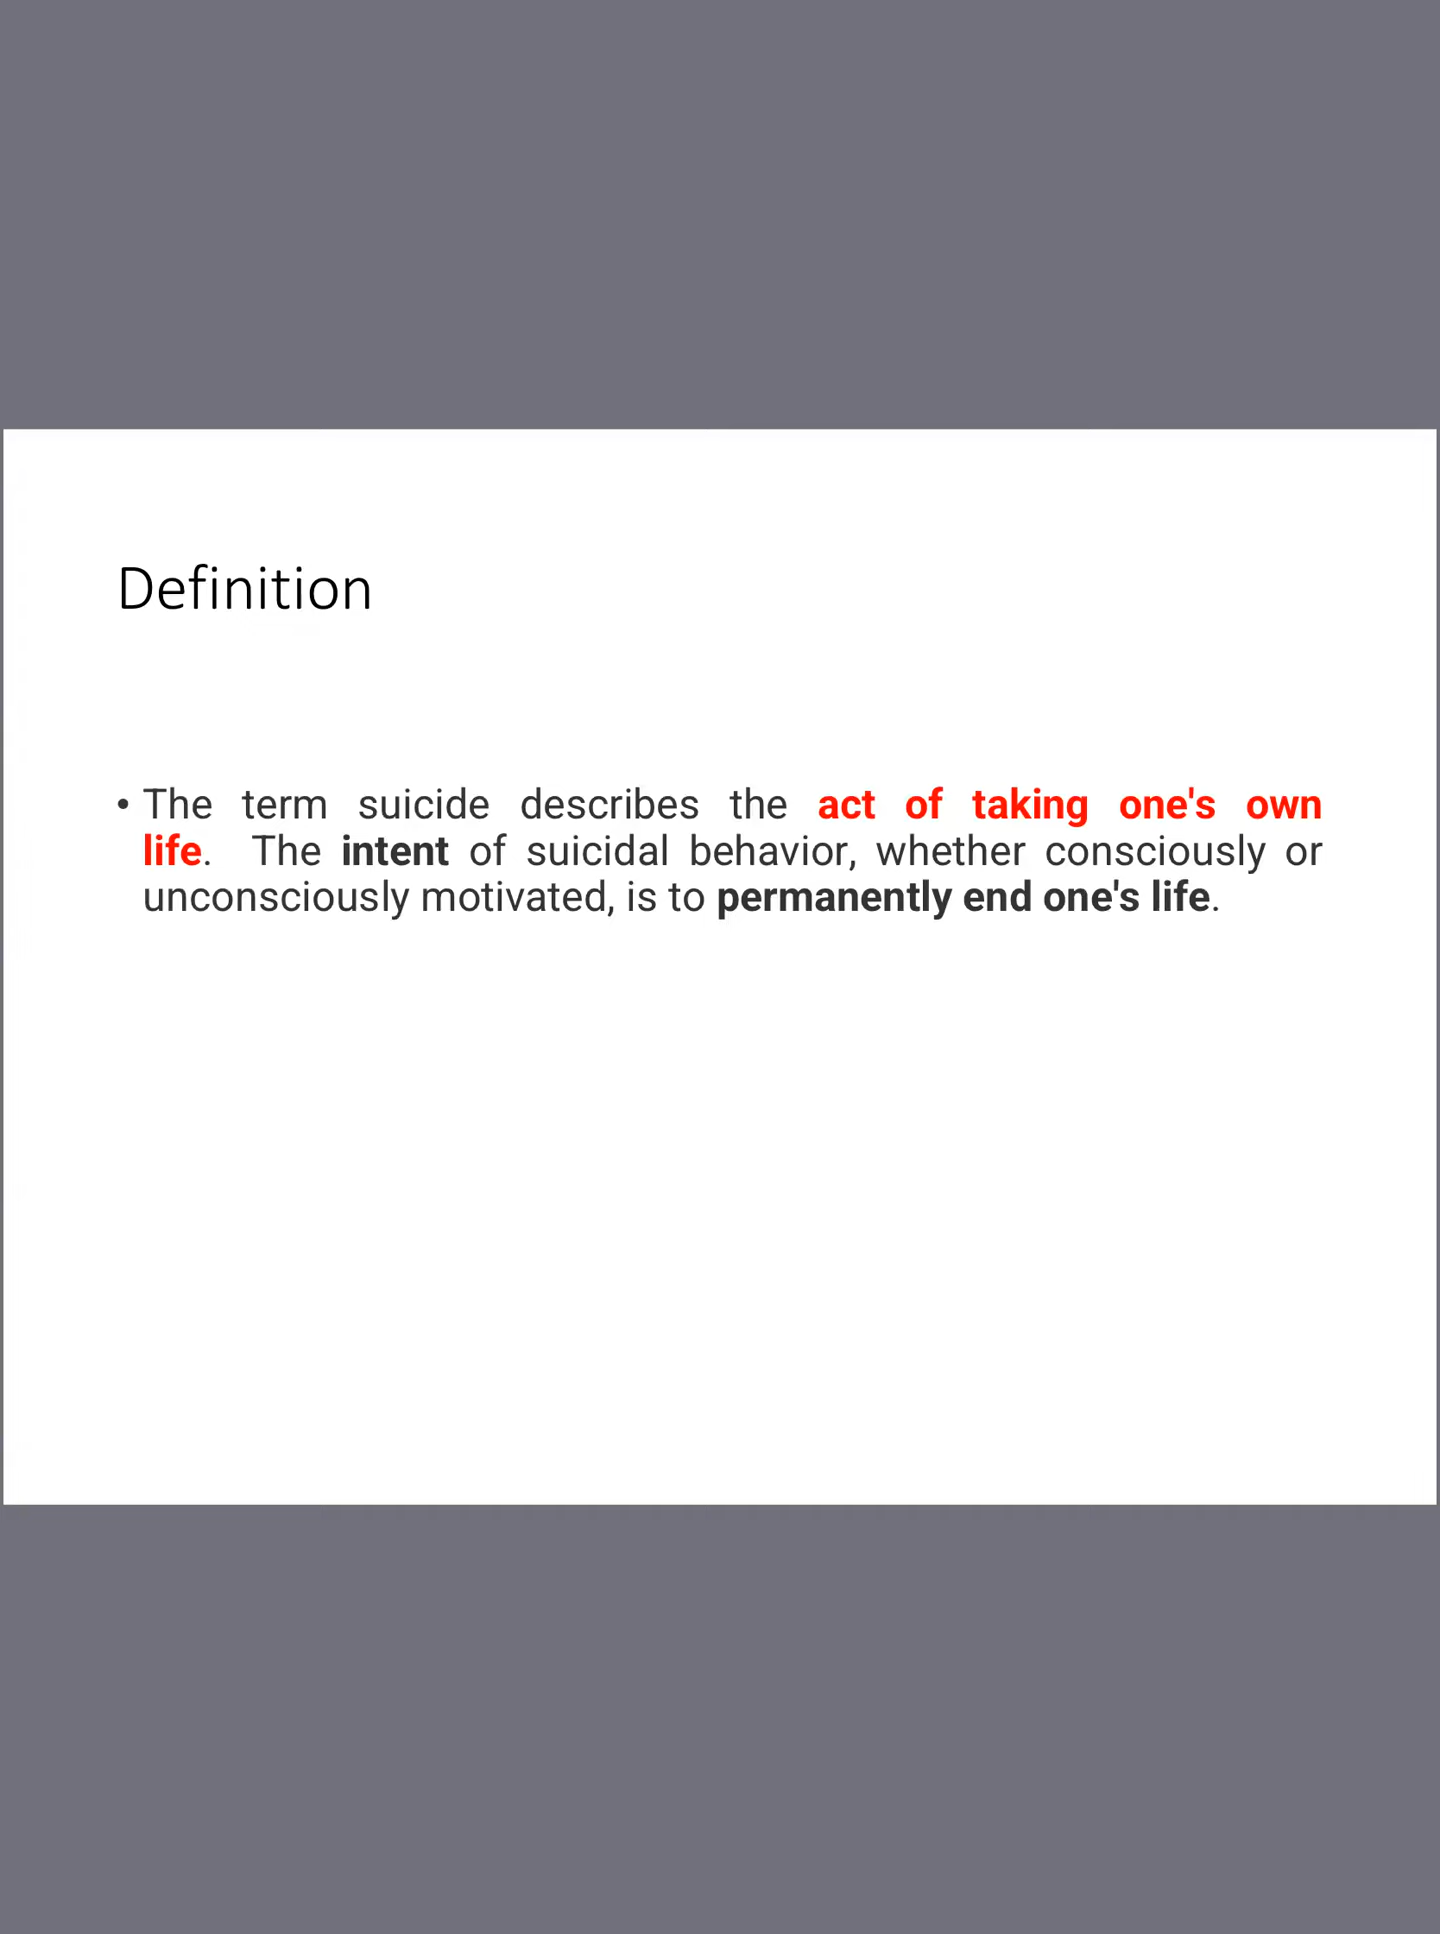 Definition
• The term suicide describes the act of taking one's own
life. The intent of suicidal behavior, whether consciously or
unconsciously motivated, is to permanently end one's life.